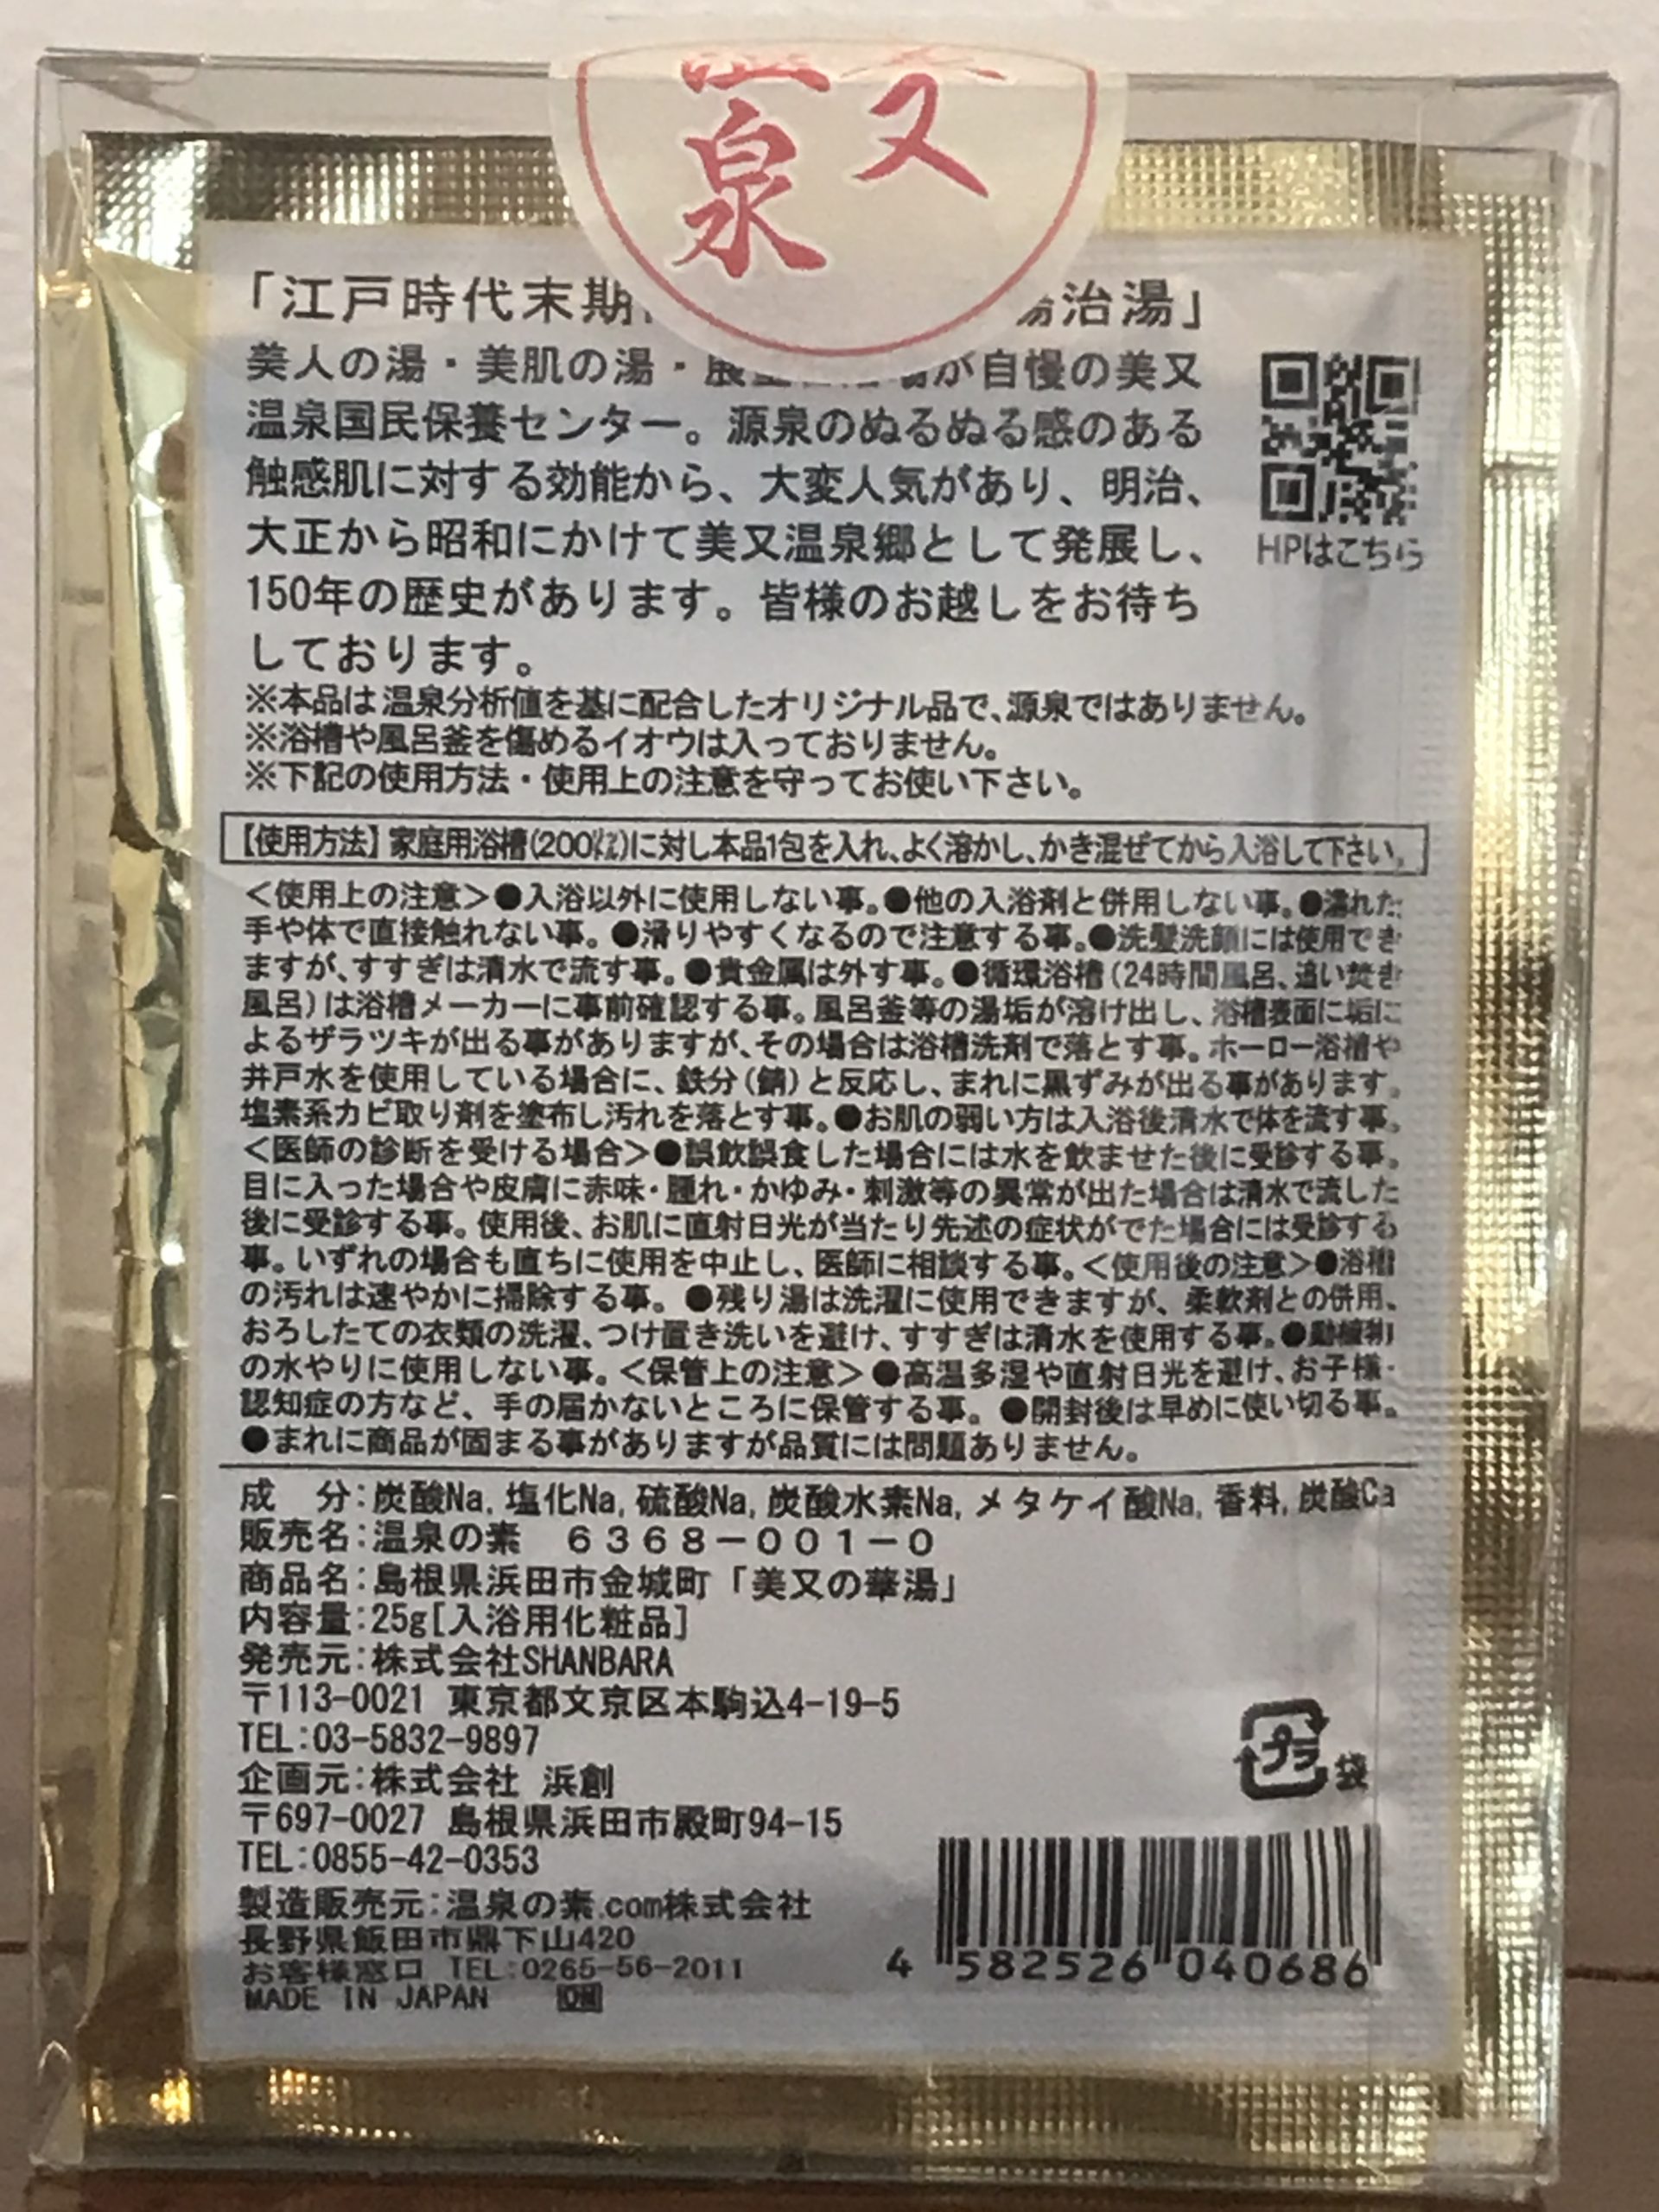 又
泉
「江戸時代末期
湯治湯」
美人の湯・美肌の湯・展
が自慢の美又
温泉国民保養センター。源泉のぬるぬる感のある
触感肌に対する効能から、大変人気があり、明治、
大正から昭和にかけて美又温泉郷として発展し、
150年の歴史があります。皆様のお越しをお待ち
しております。
HPはこちら
※本品は温泉分析値を基に配合したオリジナル品で、源泉ではありません。
※浴槽や風呂釜を傷めるイオウは入っておりません。
※下記の使用方法・使用上の注意を守ってお使い下さい。
【使用方法】家庭用浴槽(200㍑)に対し本品1包を入れ、よく溶かし、かき混ぜてから入浴して下さい。
<使用上の注意>●入浴以外に使用しない事。●他の入浴剤と併用しない事。●濡れた
手や体で直接触れない事。●滑りやすくなるので注意する事。●洗髪洗顔には使用でき
ますが、すすぎは清水で流す事。●貴金属は外す事。●循環浴槽(24時間風呂、追い焚き
風呂)は浴槽メーカーに事前確認する事。風呂釜等の湯垢が溶け出し、浴槽表面に垢に
よるザラツキが出る事がありますが、その場合は浴槽洗剤で落とす事。ホーロー浴槽や
井戸水を使用している場合に、鉄分(錆)と反応し、まれに黒ずみが出る事があります。
塩素系カビ取り剤を塗布し汚れを落とす事。●お肌の弱い方は入浴後清水で体を流す事。
<医師の診断を受ける場合>●誤飲誤食した場合には水を飲ませた後に受診する事。
目に入った場合や皮膚に赤味・腫れ・かゆみ・刺激等の異常が出た場合は清水で流した
後に受診する事。使用後、お肌に直射日光が当たり先述の症状がでた場合には受診する
事。いずれの場合も直ちに使用を中止し、医師に相談する事。<使用後の注意>●浴槽
の汚れは速やかに掃除する事。●残り湯は洗濯に使用できますが、柔軟剤との併用、
おろしたての衣類の洗濯、つけ置き洗いを避け、すすぎは清水を使用する事。●動植物
の水やりに使用しない事。<保管上の注意>●高温多湿や直射日光を避け、お子様・
認知症の方など、手の届かないところに保管する事。●開封後は早めに使い切る事。
●まれに商品が固まる事がありますが品質には問題ありません。
成　分:炭酸Na, 塩化Na, 硫酸Na, 炭酸水素Na, メタケイ酸Na, 香料, 炭酸Ca
販売名:温泉の素　6368-001-0
商品名:島根県浜田市金城町「美又の華湯」
内容量:25g[入浴用化粧品]
発売元:株式会社SHANBARA
〒113-0021 東京都文京区本駒込4-19-5
TEL:03-5832-9897
企画元:株式会社 浜創
〒697-0027 島根県浜田市殿町94-15
TEL:0855-42-0353
製造販売元:温泉の素.com株式会社
長野県飯田市鼎下山420
お客様窓口 TEL:0265-56-2011
MADE IN JAPAN
プラ
袋
4 582526 040686